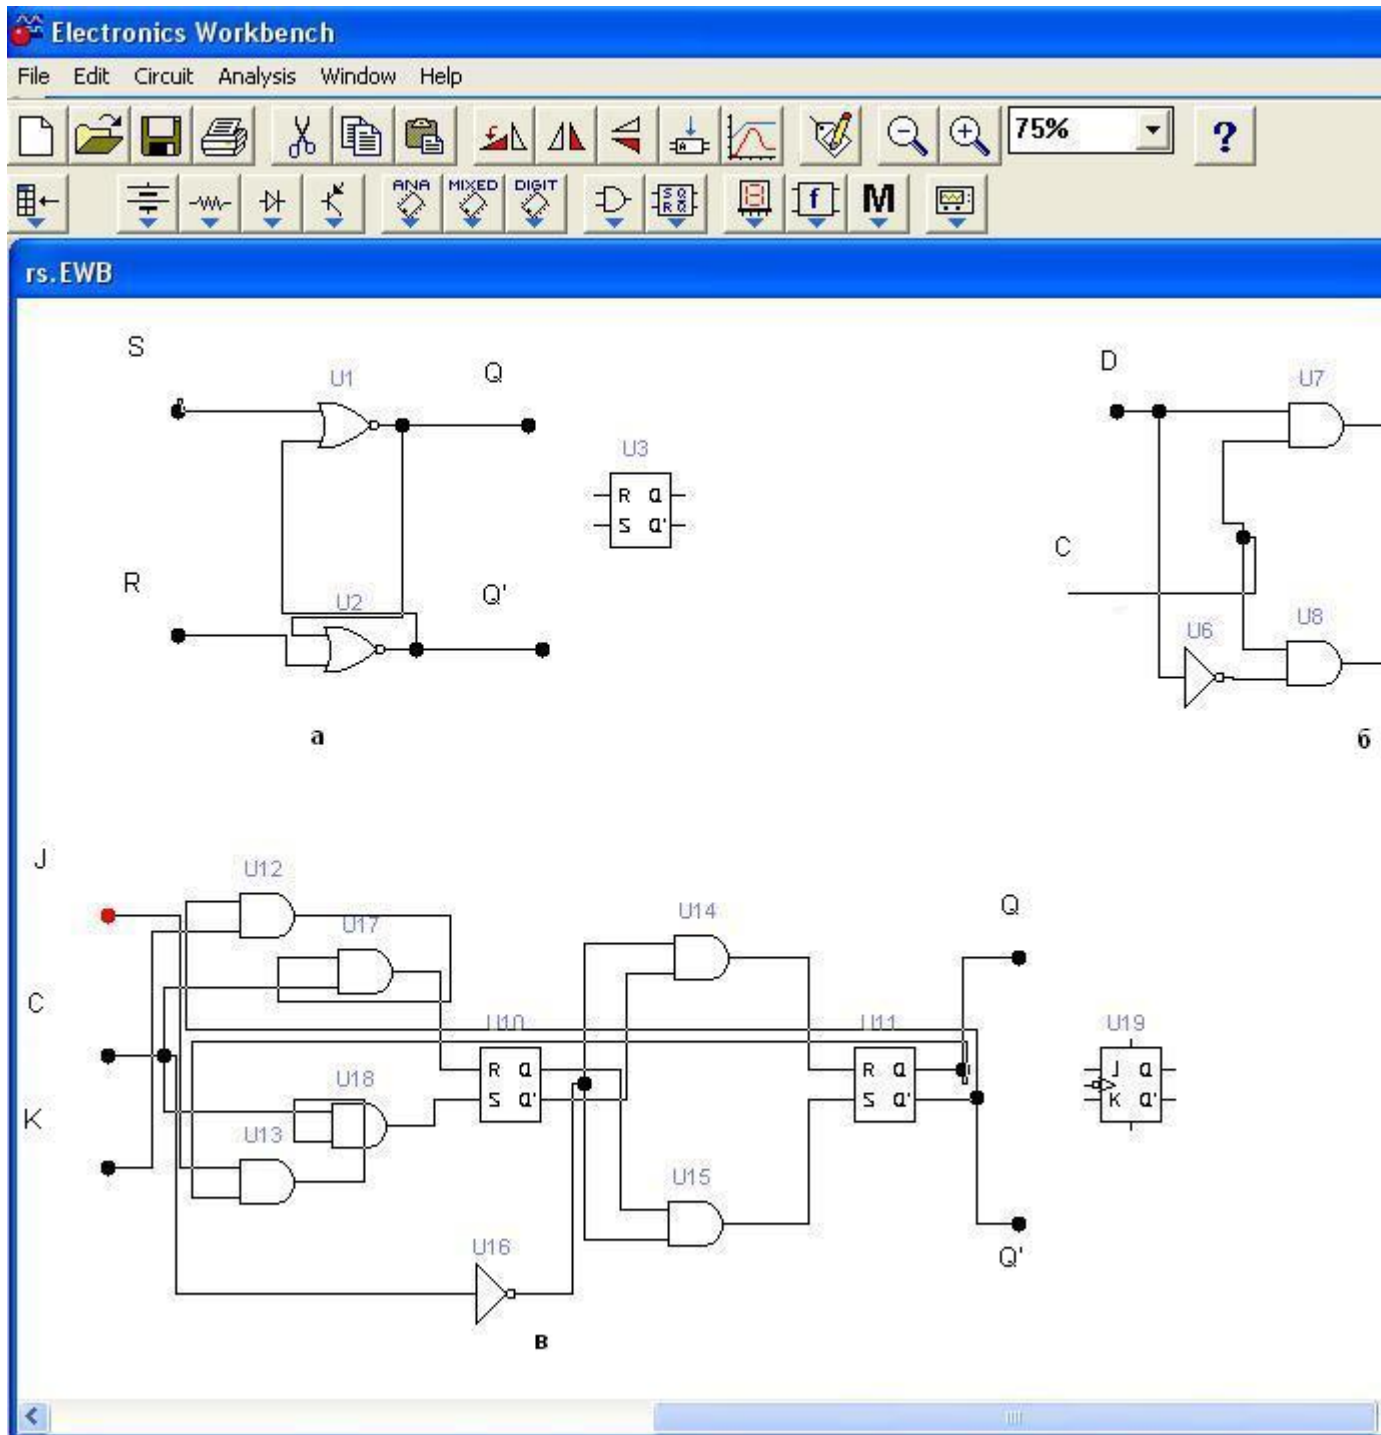 Electronics Workbench
File Edit Circuit Analysis Window Help
75% ?
ANA MIXED DIGIT
S Q R Q f M
rs.EWB
S
U1
Q
U3
R Q
S Q'
R
U2
Q'
а
D
U7
C
U6
U8
б
J
U12
U17
U14
Q
C
U10
U11
U19
R Q
S Q'
R Q
S Q'
J Q
K Q'
U18
K
U13
U15
U16
Q'
в